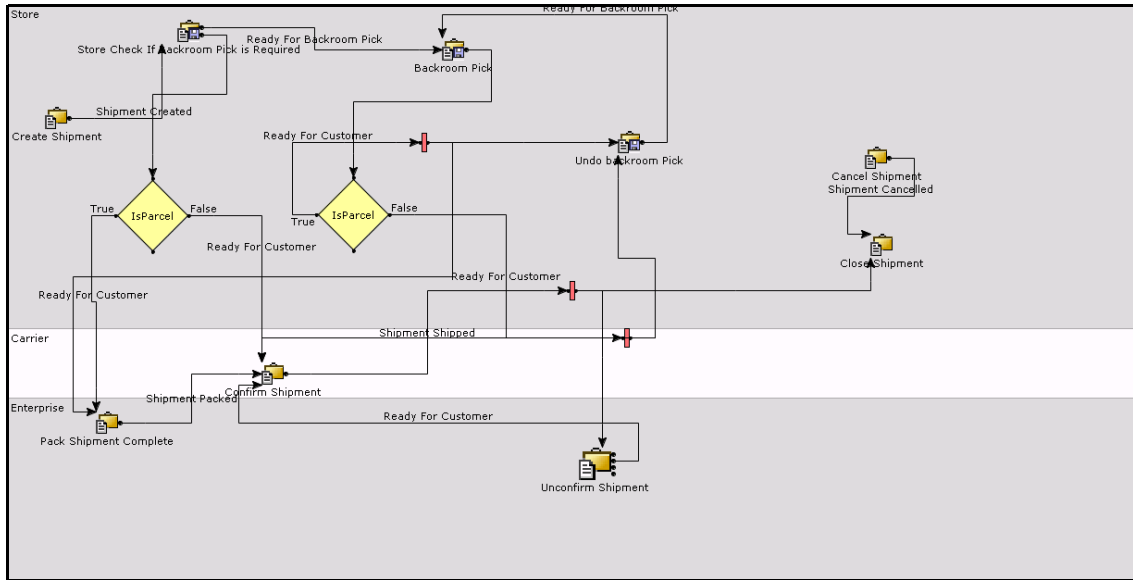 Store
Ready For Backroom Pick
Store Check If Backroom Pick is Required
Ready For Backroom Pick
Backroom Pick
Create Shipment
Shipment Created
Ready For Customer
Undo backroom Pick
Cancel Shipment
Shipment Cancelled
IsParcel
True
False
IsParcel
True
False
Ready For Customer
Close Shipment
Ready For Customer
Ready For Customer
Carrier
Shipment Shipped
Confirm Shipment
Shipment Packed
Enterprise
Ready For Customer
Pack Shipment Complete
Unconfirm Shipment